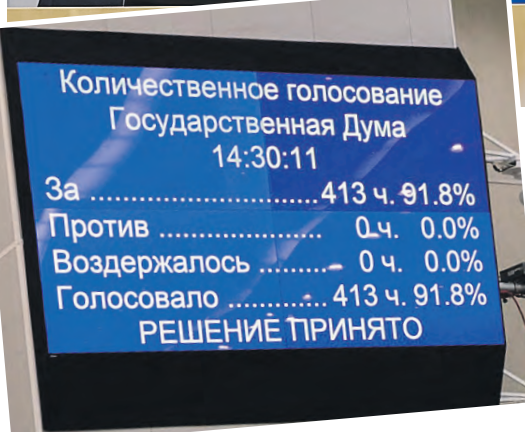 Количественное голосование
Государственная Дума
14:30:11
За ............................ 413 ч. 91.8%
Против .................... 0 ч. 0.0%
Воздержалось ........ 0 ч. 0.0%
Голосовало ............ 413 ч. 91.8%
РЕШЕНИЕ ПРИНЯТО